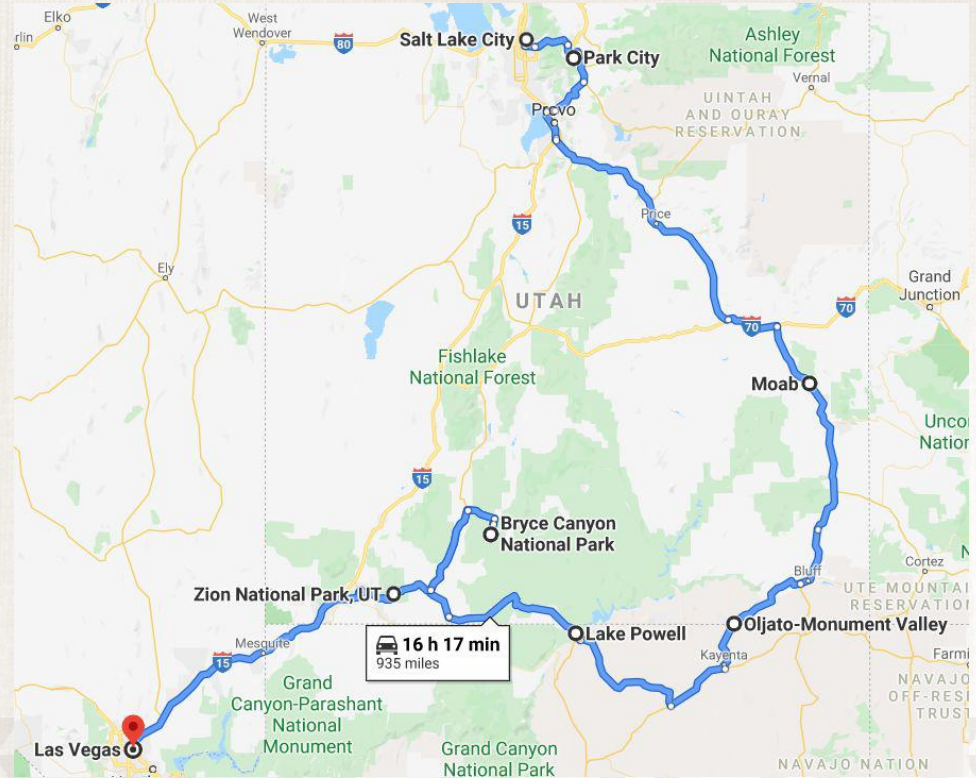 Elko
rlin
West
Wendover
80
Salt Lake City
Park City
Ashley
National Forest
Vernal
UINTAH
AND OURAY
RESERVATION
Provo
15
Price
Ely
UTAH
Grand
Junction
70
70
Fishlake
National Forest
Moab
Unco
Nation
15
Bryce Canyon
National Park
Zion National Park, UT
Bluff
Cortez
UTE MOUNTAI
RESERVATIO
Lake Powell
Oljato-Monument Valley
16 h 17 min
935 miles
Mesquite
15
Kayenta
Farmi
Grand
Canyon-Parashant
National
Monument
NAVAJO
OFF-RES
TRUST
Las Vegas
Grand Canyon
National Park
NAVAJO NATION